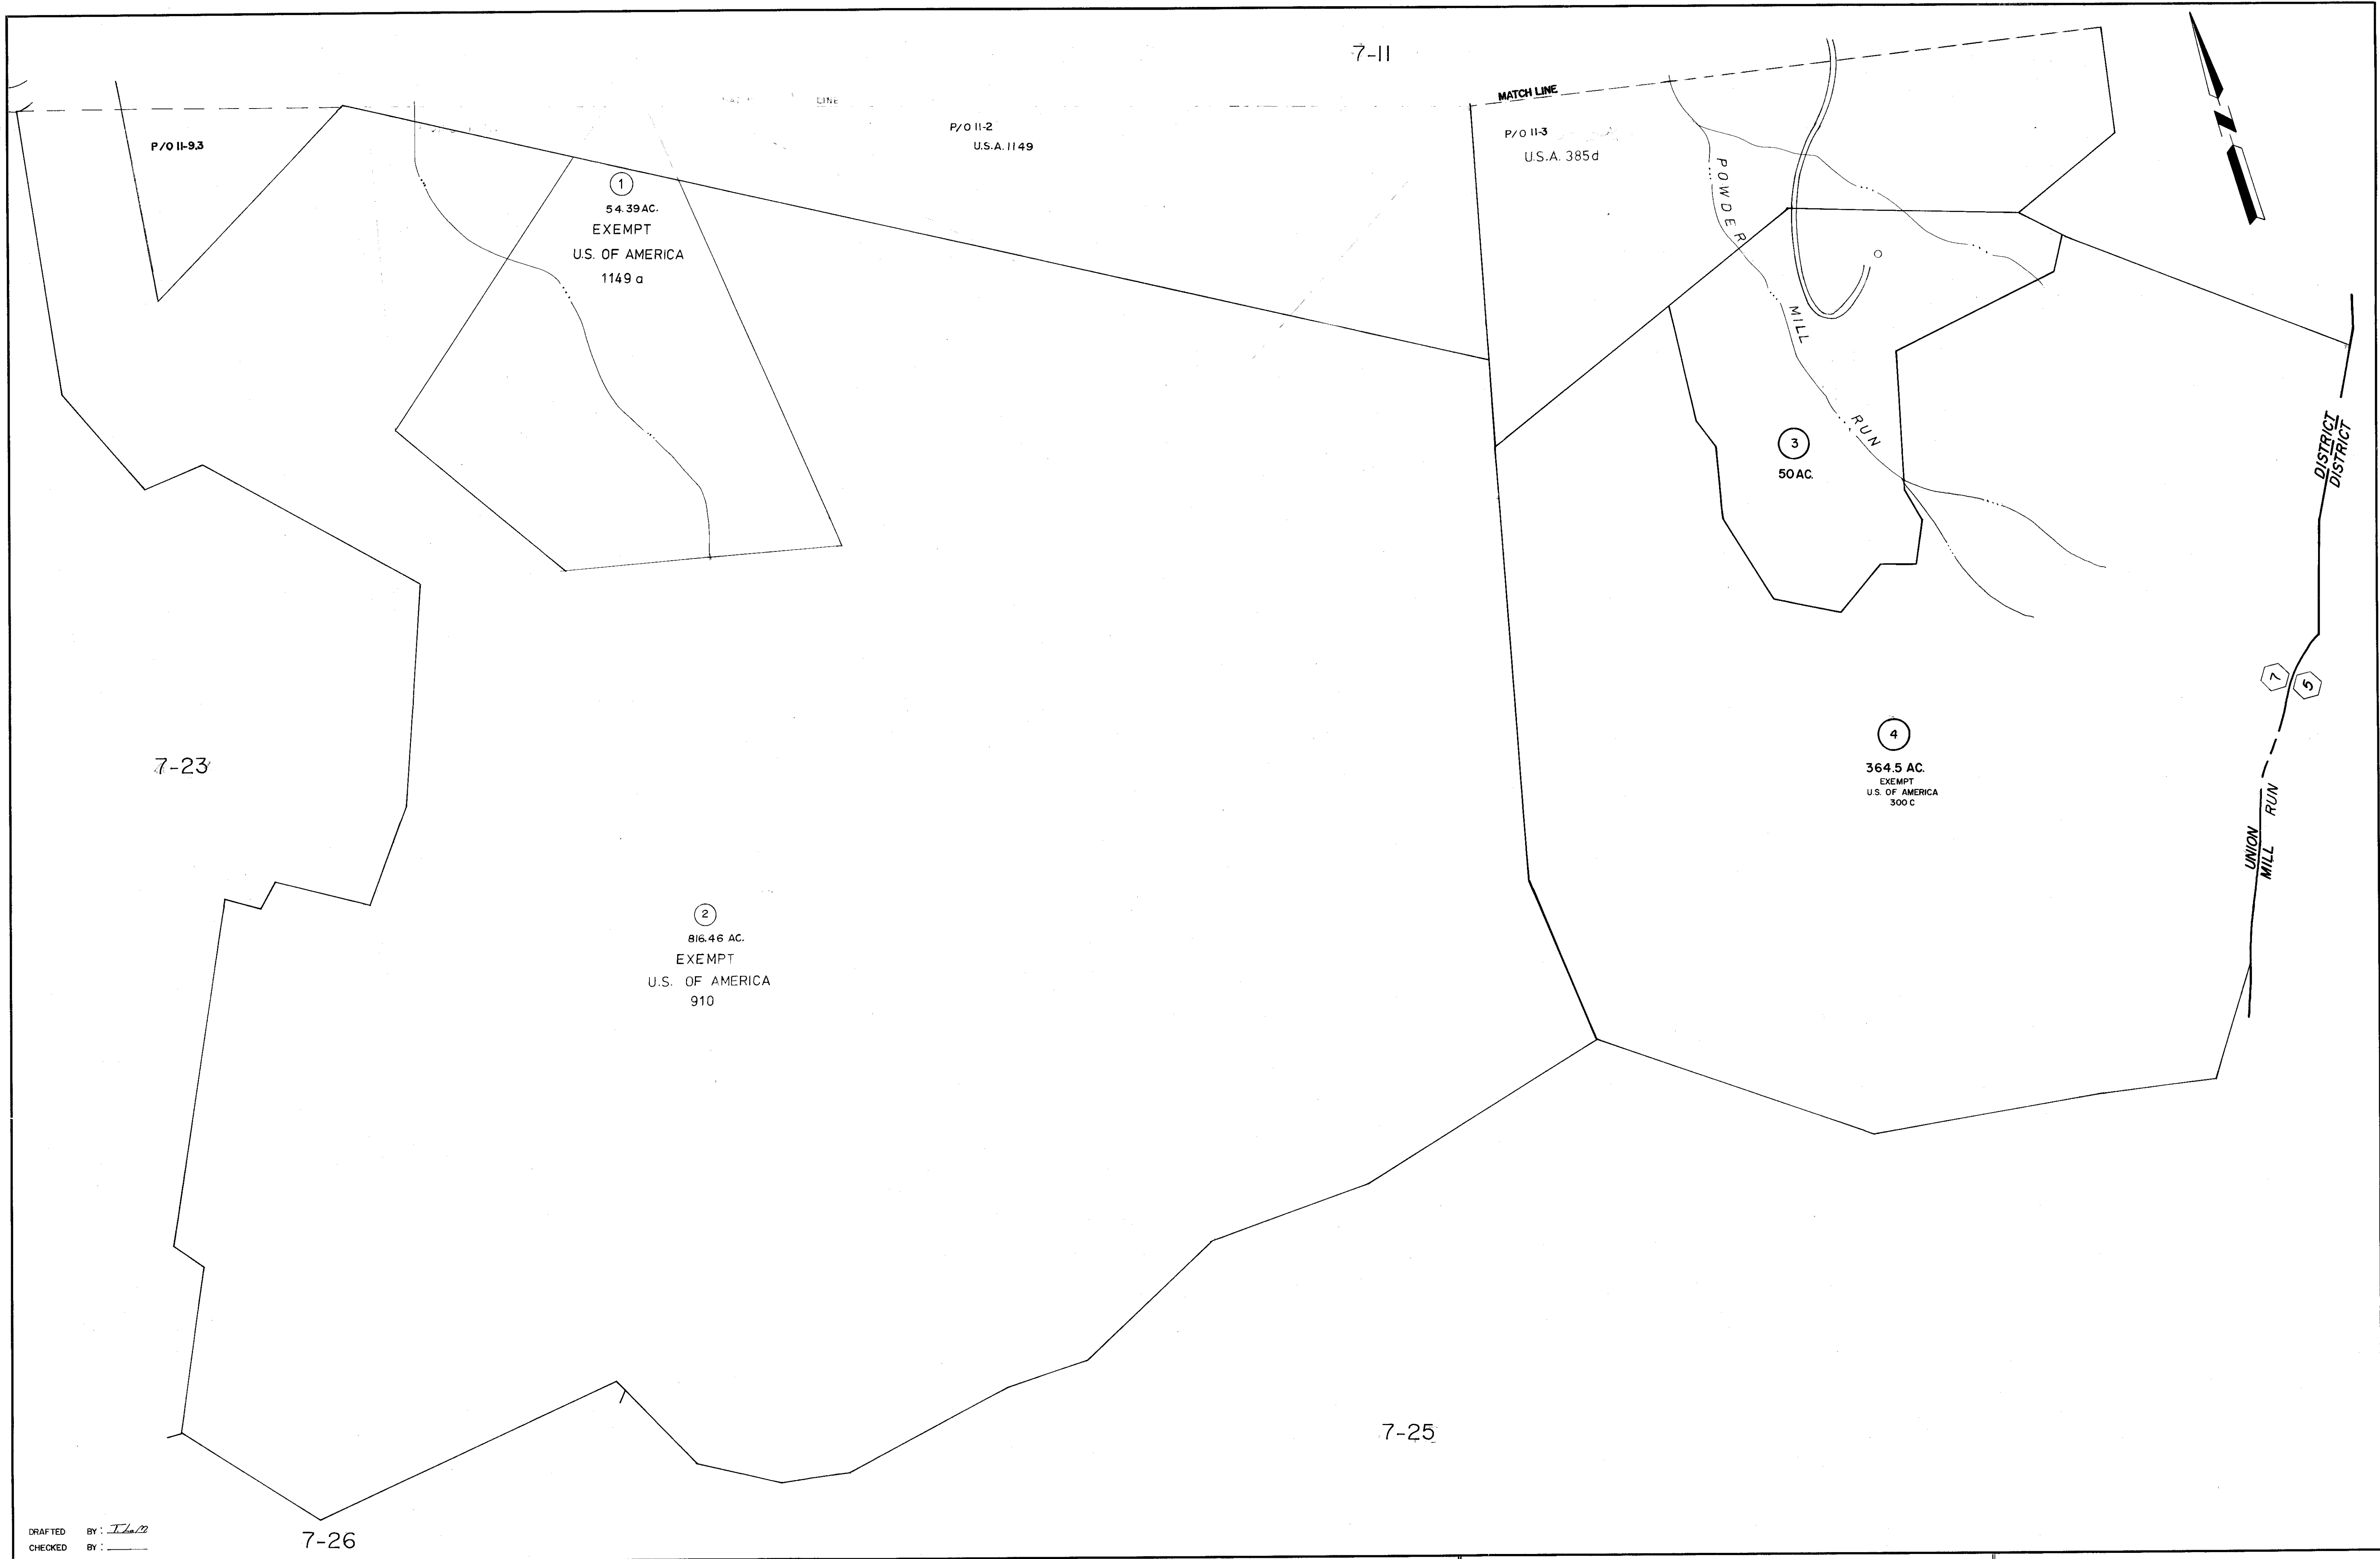 7-11
LINE
MATCH LINE
P/O 11-9.3
P/O 11-2
U.S.A. 1149
P/O 11-3
U.S.A. 385d
1
54.39 AC.
EXEMPT
U.S. OF AMERICA
1149 a
POWDER MILL RUN
3
50 AC.
DISTRICT
DISTRICT
7
5
4
364.5 AC.
EXEMPT
U.S. OF AMERICA
300 C
UNION
MILL RUN
7-23
2
816.46 AC.
EXEMPT
U.S. OF AMERICA
910
7-25
DRAFTED BY:
CHECKED BY:
7-26